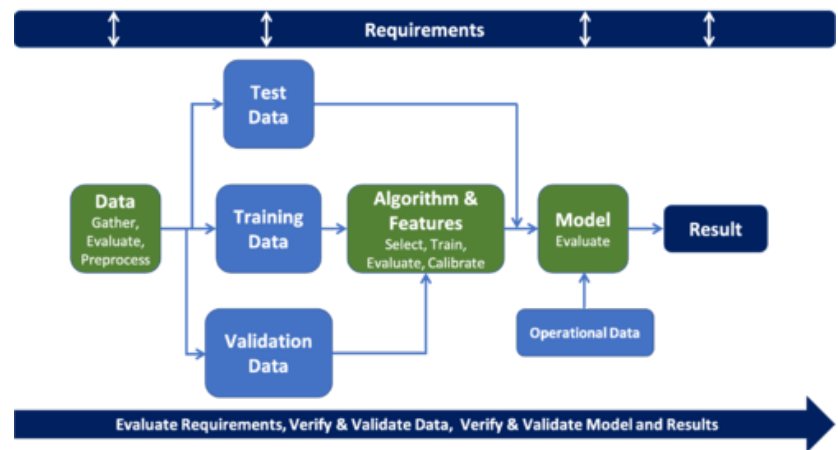 Requirements
Test
Data
Data
Gather,
Evaluate,
Preprocess
Training
Data
Algorithm &
Features
Select, Train,
Evaluate, Calibrate
Model
Evaluate
Result
Validation
Data
Operational Data
Evaluate Requirements, Verify & Validate Data, Verify & Validate Model and Results